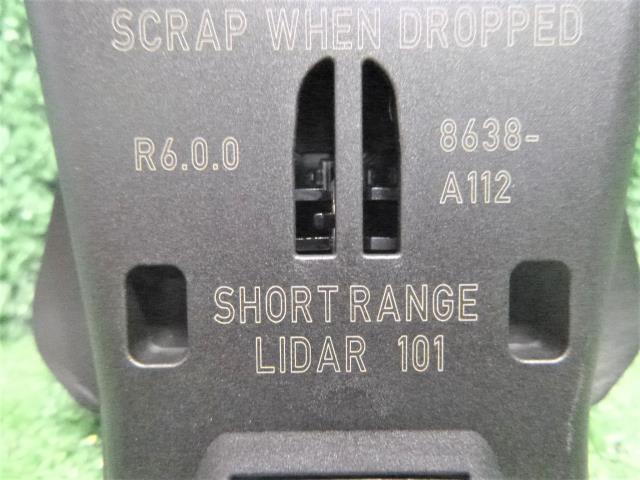 SCRAP WHEN DROPPED
R6.0.0
8638-
A112
SHORT RANGE
LIDAR 101